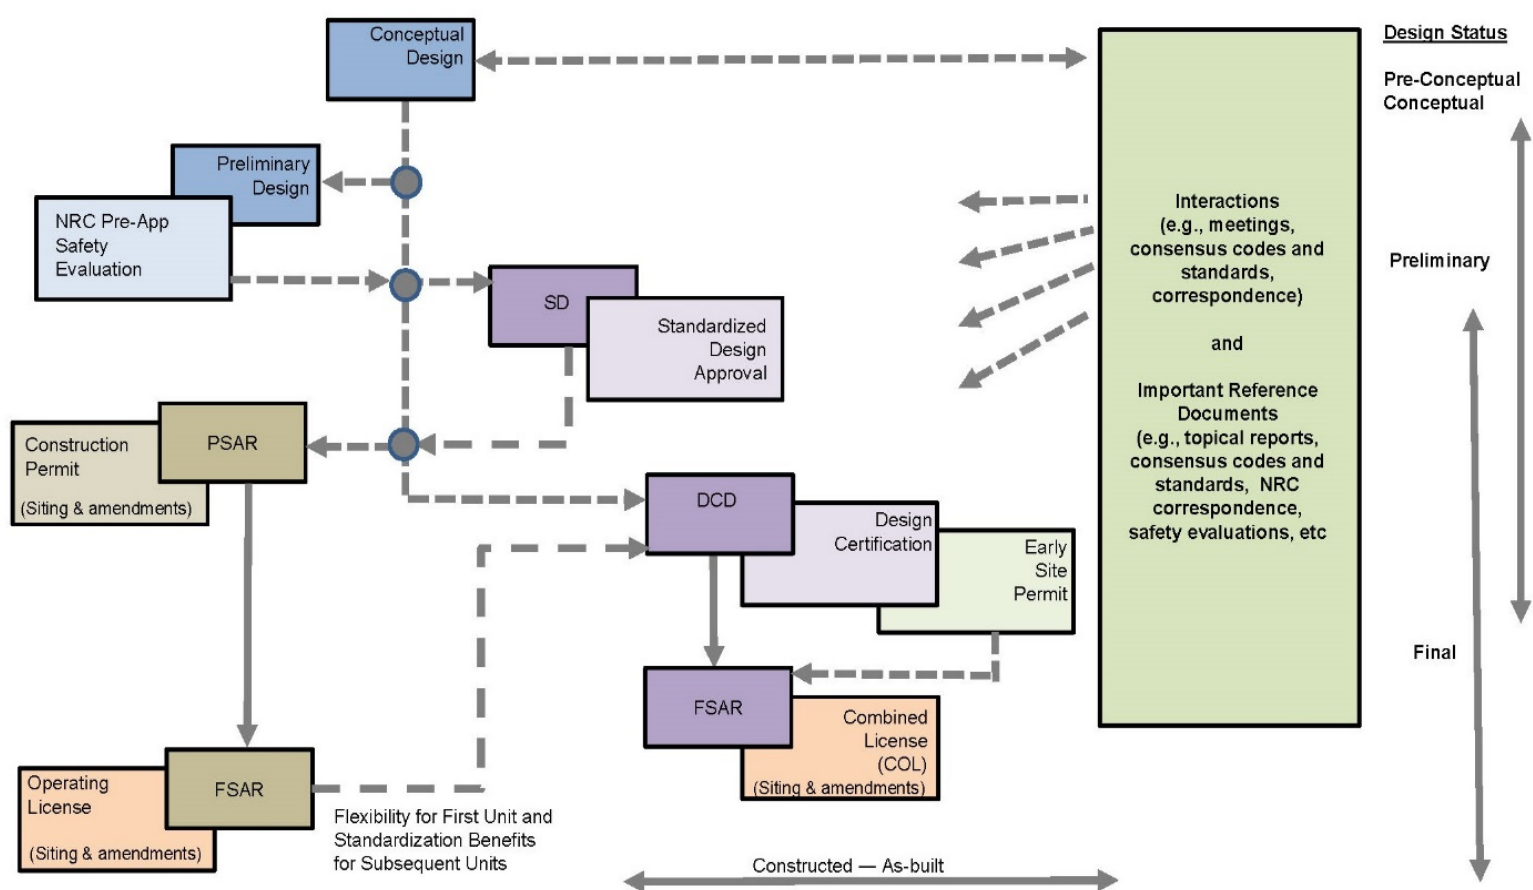 Conceptual
Design
Preliminary
Design
NRC Pre-App
Safety
Evaluation
SD
Standardized
Design
Approval
PSAR
Construction
Permit
(Siting & amendments)
DCD
Design
Certification
Early
Site
Permit
FSAR
Combined
License
(COL)
(Siting & amendments)
FSAR
Operating
License
(Siting & amendments)
Flexibility for First Unit and
Standardization Benefits
for Subsequent Units
Constructed — As-built
Interactions
(e.g., meetings,
consensus codes and
standards,
correspondence)
and
Important Reference
Documents
(e.g., topical reports,
consensus codes and
standards, NRC
correspondence,
safety evaluations, etc
Design Status
Pre-Conceptual
Conceptual
Preliminary
Final